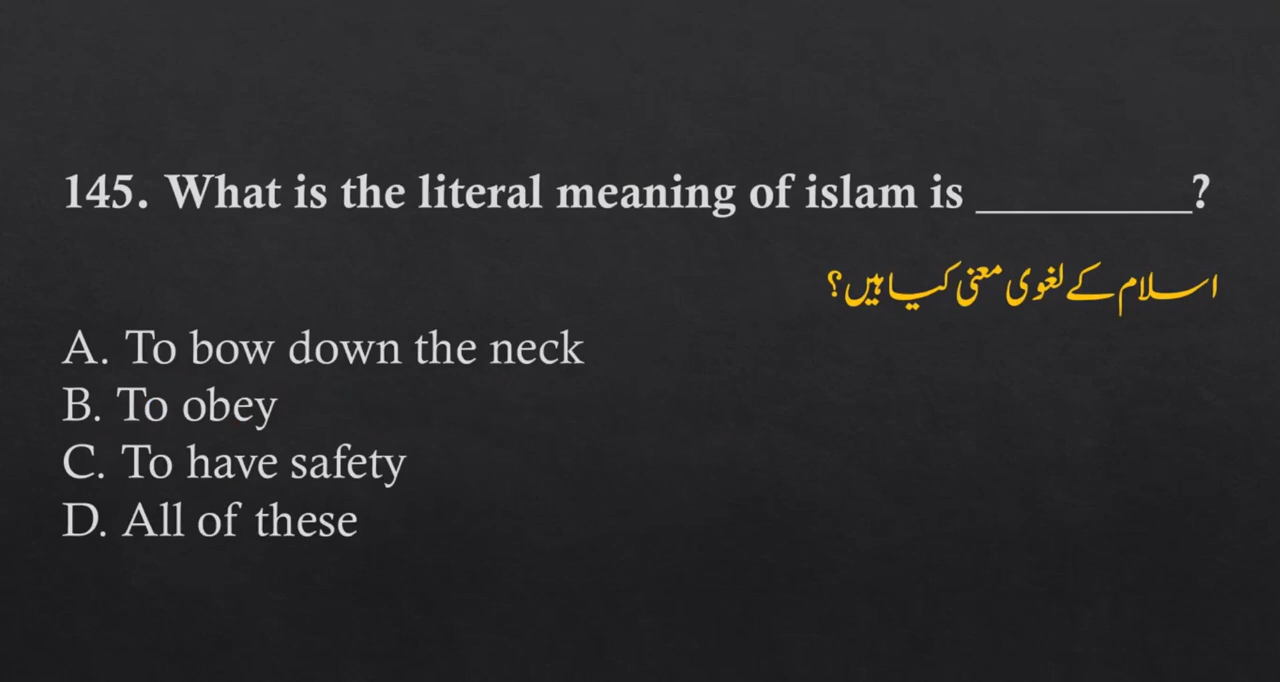 145. What is the literal meaning of islam is _________?
اسلام کے لغوی معنی کیا ہیں؟
A. To bow down the neck
B. To obey
C. To have safety
D. All of these